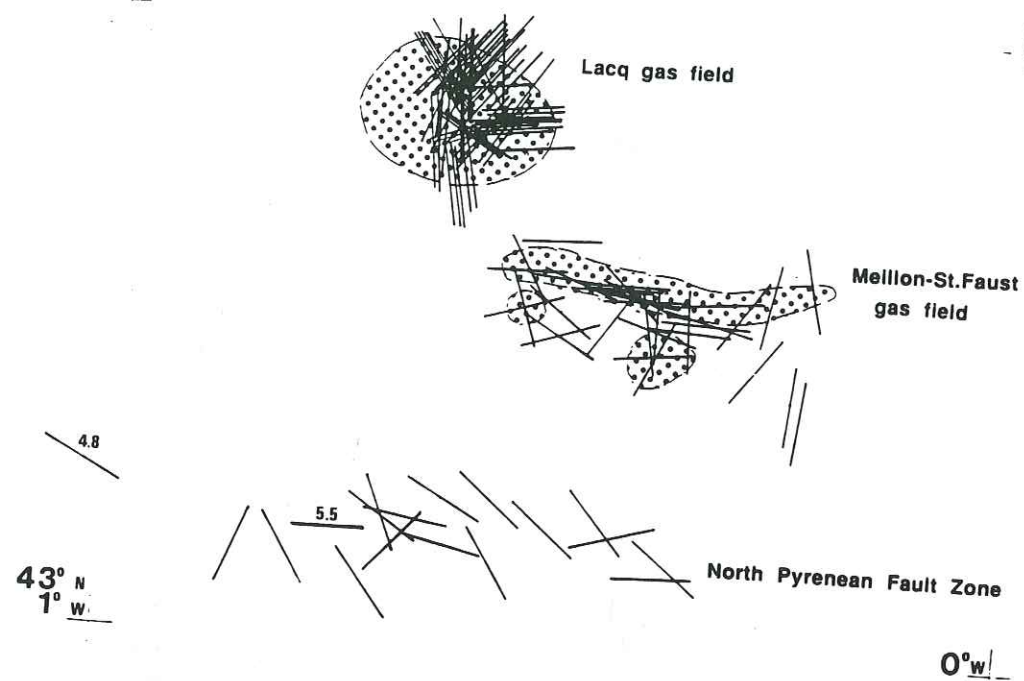 Lacq gas field
Meillon-St.Faust
gas field
4.8
5.5
43° N
1° W
North Pyrenean Fault Zone
0°W